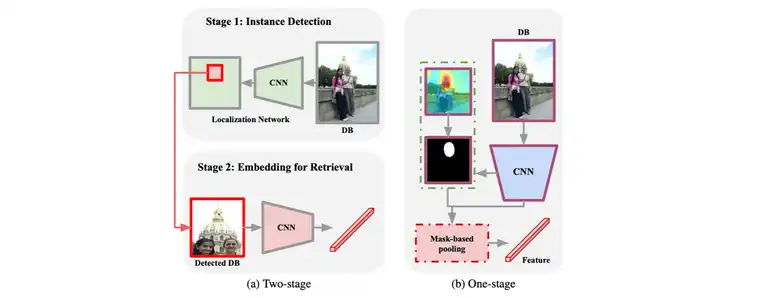 Stage 1: Instance Detection
CNN
Localization Network
DB
Stage 2: Embedding for Retrieval
CNN
Detected DB
(a) Two-stage
DB
CNN
Mask-based
pooling
Feature
(b) One-stage